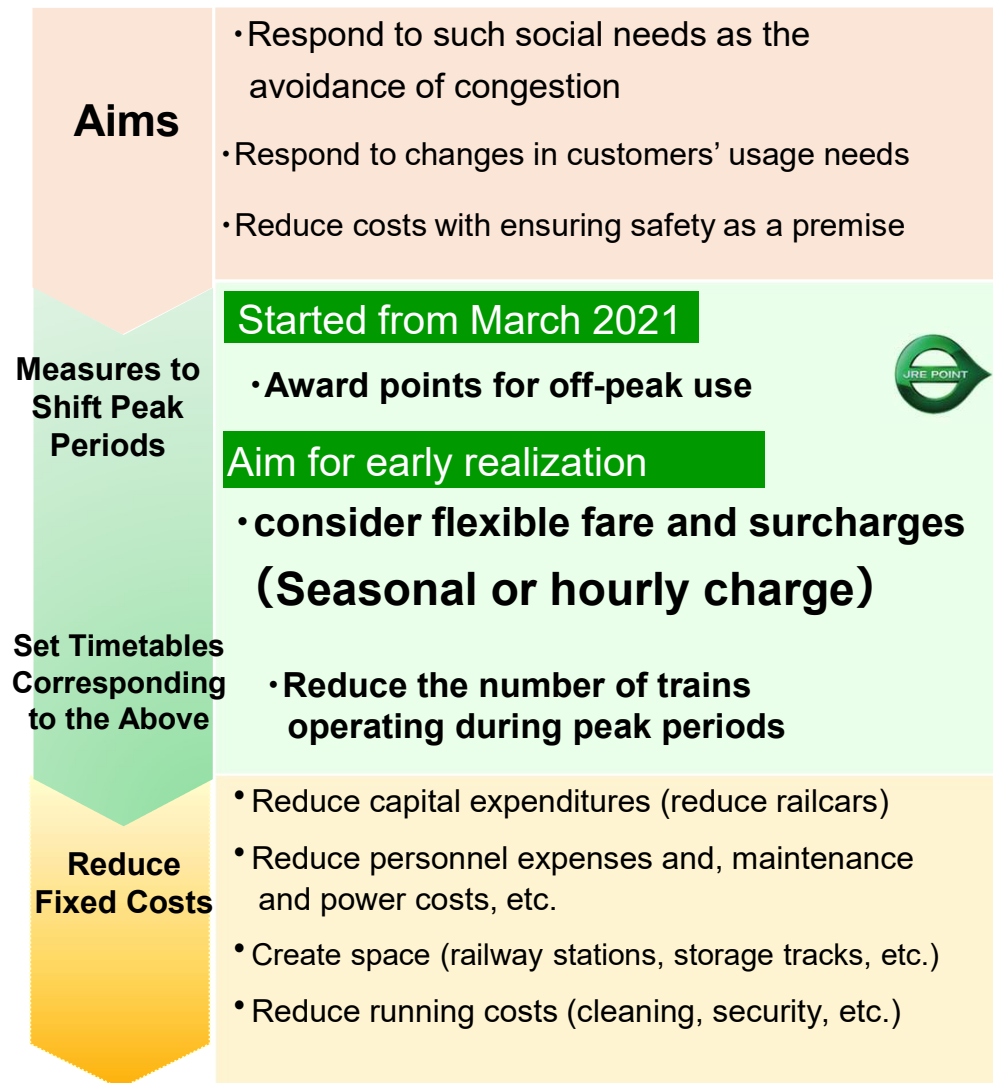 Aims
・Respond to such social needs as the
avoidance of congestion
・Respond to changes in customers’ usage needs
・Reduce costs with ensuring safety as a premise
Measures to
Shift Peak
Periods
Started from March 2021
・Award points for off-peak use
JRE POINT
Aim for early realization
・consider flexible fare and surcharges
（Seasonal or hourly charge）
Set Timetables
Corresponding
to the Above
・Reduce the number of trains
operating during peak periods
Reduce
Fixed Costs
• Reduce capital expenditures (reduce railcars)
• Reduce personnel expenses and, maintenance
and power costs, etc.
• Create space (railway stations, storage tracks, etc.)
• Reduce running costs (cleaning, security, etc.)